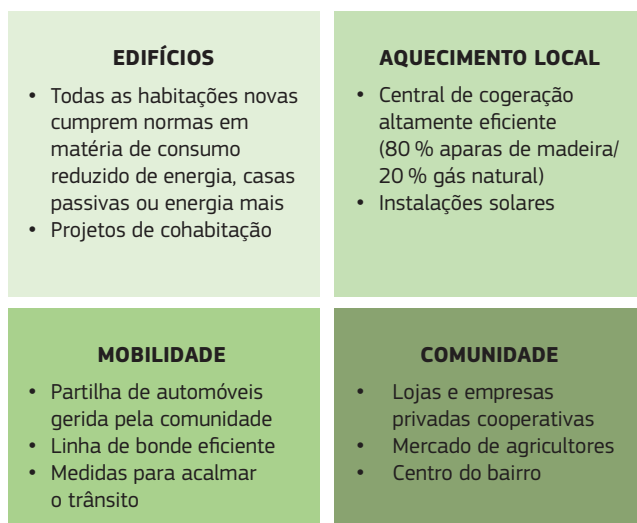 EDIFÍCIOS
• Todas as habitações novas
cumprem normas em
matéria de consumo
reduzido de energia, casas
passivas ou energia mais
• Projetos de cohabitação
AQUECIMENTO LOCAL
• Central de cogeração
altamente eficiente
(80 % aparas de madeira/
20 % gás natural)
• Instalações solares
MOBILIDADE
• Partilha de automóveis
gerida pela comunidade
• Linha de bonde eficiente
• Medidas para acalmar
o trânsito
COMUNIDADE
• Lojas e empresas
privadas cooperativas
• Mercado de agricultores
• Centro do bairro